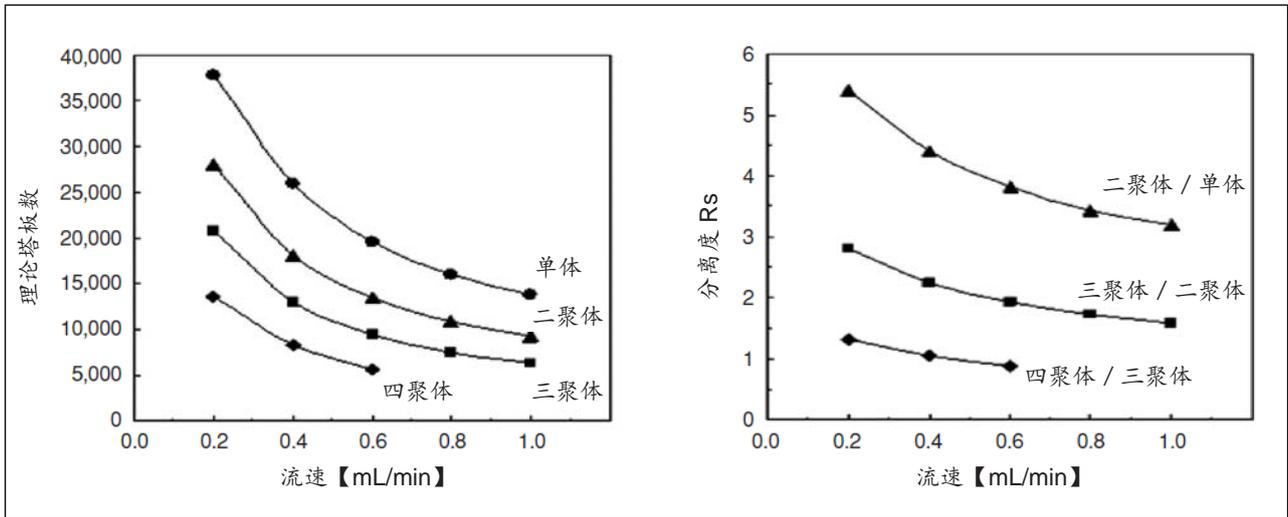 40,000
35,000
30,000
25,000
20,000
15,000
10,000
5,000
0
理论塔板数
单体
二聚体
三聚体
四聚体
0.0 0.2 0.4 0.6 0.8 1.0
流速【mL/min】
6
5
4
3
2
1
0
分离度 Rs
二聚体 / 单体
三聚体 / 二聚体
四聚体 / 三聚体
0.0 0.2 0.4 0.6 0.8 1.0
流速【mL/min】